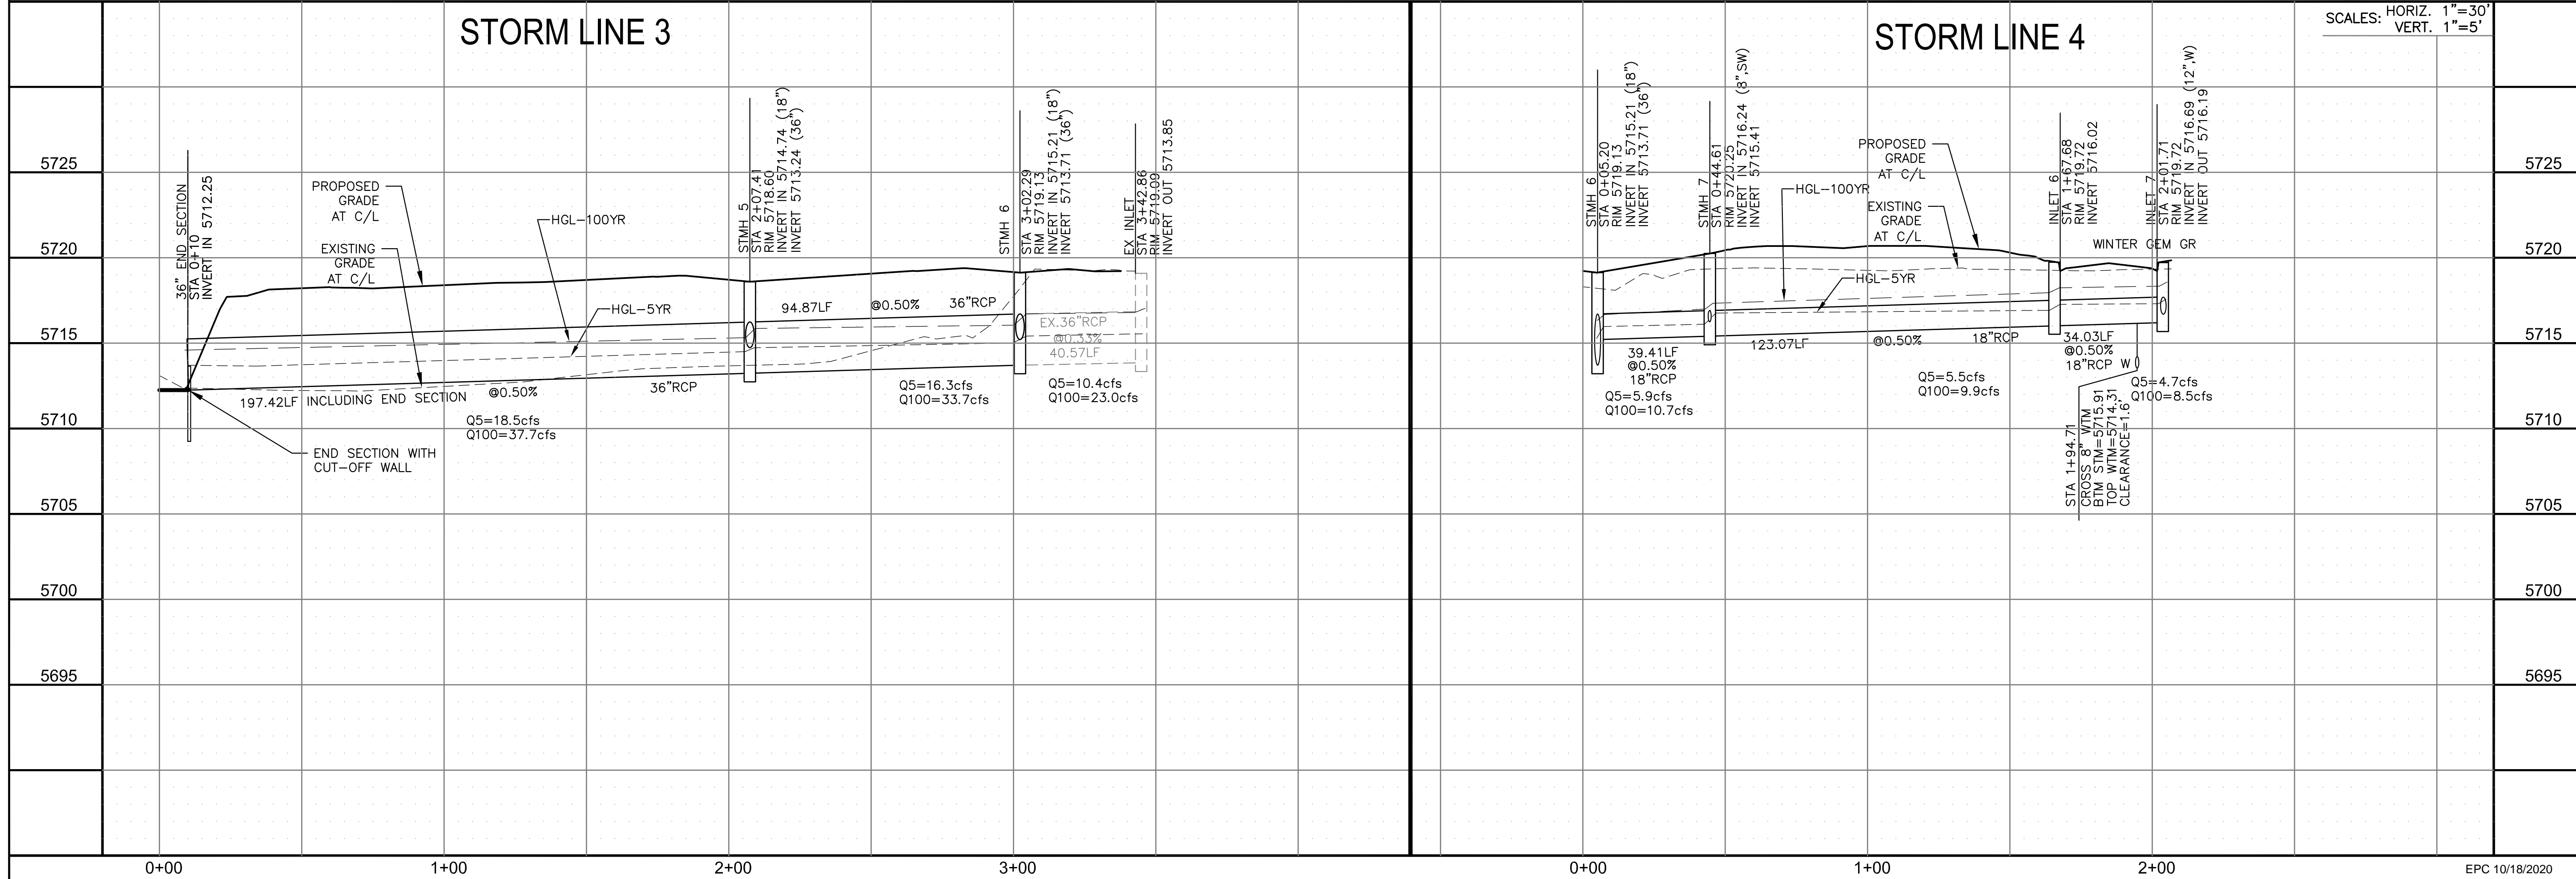 STORM LINE 3
STORM LINE 4
SCALES: HORIZ. 1"=30'
VERT. 1"=5'
5725
5720
5715
5710
5705
5700
5695
36" END SECTION
STA 0+10
INVERT IN 5712.25
PROPOSED
GRADE
AT C/L
EXISTING
GRADE
AT C/L
HGL-100YR
HGL-5YR
197.42LF INCLUDING END SECTION
@0.50%
36"RCP
Q5=18.5cfs
Q100=37.7cfs
END SECTION WITH
CUT-OFF WALL
STMH 5
STA 2+07.41
RIM 5718.60
INVERT IN 5714.74 (18")
INVERT 5713.24 (36")
94.87LF
@0.50%
36"RCP
Q5=16.3cfs
Q100=33.7cfs
STMH 6
STA 3+02.29
RIM 5719.13
INVERT IN 5715.21 (18")
INVERT 5713.71 (36")
EX INLET
STA 3+42.86
RIM 5719.09
INVERT OUT 5713.85
EX.36"RCP
@0.33%
40.57LF
Q5=10.4cfs
Q100=23.0cfs
STMH 6
STA 0+05.20
RIM 5719.13
INVERT IN 5715.21 (18")
INVERT 5713.71 (36")
39.41LF
@0.50%
18"RCP
Q5=5.9cfs
Q100=10.7cfs
STMH 7
STA 0+44.61
RIM 5720.25
INVERT IN 5716.24 (8",SW)
INVERT 5715.41
HGL-100YR
PROPOSED
GRADE
AT C/L
EXISTING
GRADE
AT C/L
HGL-5YR
123.07LF
@0.50%
18"RCP
Q5=5.5cfs
Q100=9.9cfs
INLET 6
STA 1+67.68
RIM 5719.72
INVERT 5716.02
WINTER GEM GR
INLET 7
STA 2+01.71
RIM 5719.72
INVERT IN 5716.69 (12",W)
INVERT OUT 5716.19
34.03LF
@0.50%
18"RCP
W
Q5=4.7cfs
Q100=8.5cfs
STA 1+94.71
CROSS 8" WTM
BTM STM=5715.91
TOP WTM=5714.31
CLEARANCE=1.6'
5725
5720
5715
5710
5705
5700
5695
0+00
1+00
2+00
3+00
0+00
1+00
2+00
EPC 10/18/2020